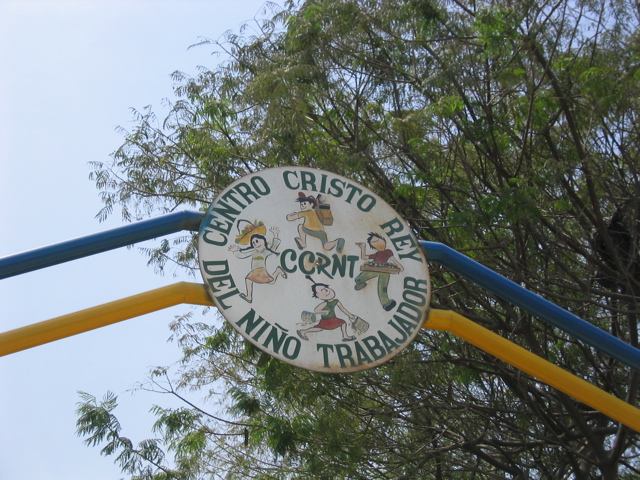 CENTRO CRISTO REY
CCRNT
DEL NIÑO TRABAJADOR